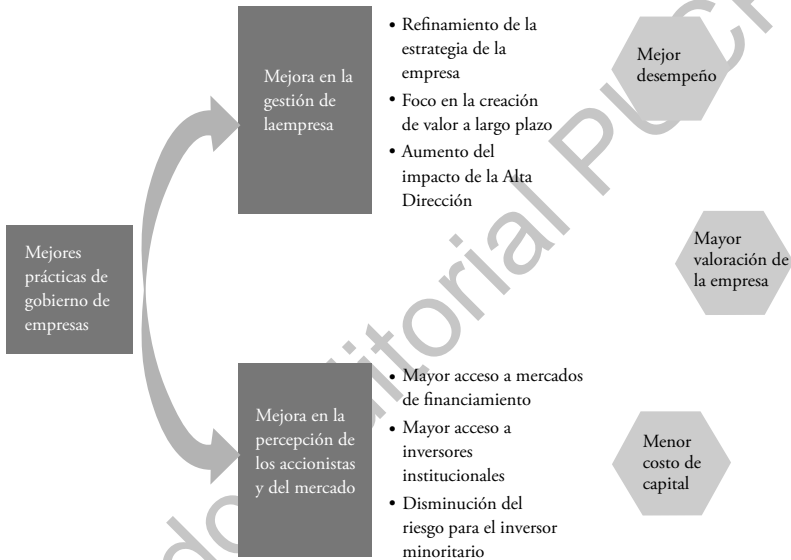 Mejores
prácticas de
gobierno de
empresas
Mejora en la
gestión de
laempresa
• Refinamiento de la
estrategia de la
empresa
• Foco en la creación
de valor a largo plazo
• Aumento del
impacto de la Alta
Dirección
Mejor
desempeño
Mayor
valoración de
la empresa
Mejora en la
percepción de
los accionistas
y del mercado
• Mayor acceso a mercados
de financiamiento
• Mayor acceso a
inversores
institucionales
• Disminución del
riesgo para el inversor
minoritario
Menor
costo de
capital